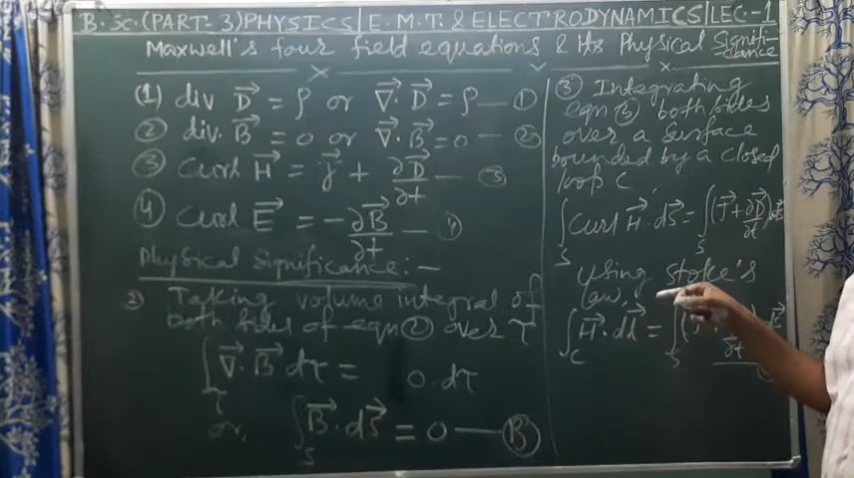 B.Sc.(PART-3)PHYSICS|E.M.T.&ELECTRODYNAMICS|LEC-1
Maxwell's four field equations & its Physical Signifi-cance
(1) div D⃗ = ρ or ∇⃗·D⃗ = ρ — ①
② div. B⃗ = 0 or ∇⃗·B⃗ = 0 — ②
③ Curl H⃗ = J⃗ + ∂D⃗/∂t — ③
④ Curl E⃗ = -∂B⃗/∂t — ④
Physical significance:—
② Taking volume integral of
both sides of eqn ② over τ
∫τ ∇⃗·B⃗ dτ = 0.dτ
or, ∫S B⃗·dS⃗ = 0 — Ⓑ
③ Integrating
eqn ③ both sides
over a surface
bounded by a closed
loop C
∫S Curl H⃗·dS⃗ = ∫S (J⃗+∂D⃗/∂t)·dS⃗
Using Stoke's
law,
∫C H⃗·dl⃗ = ∫S